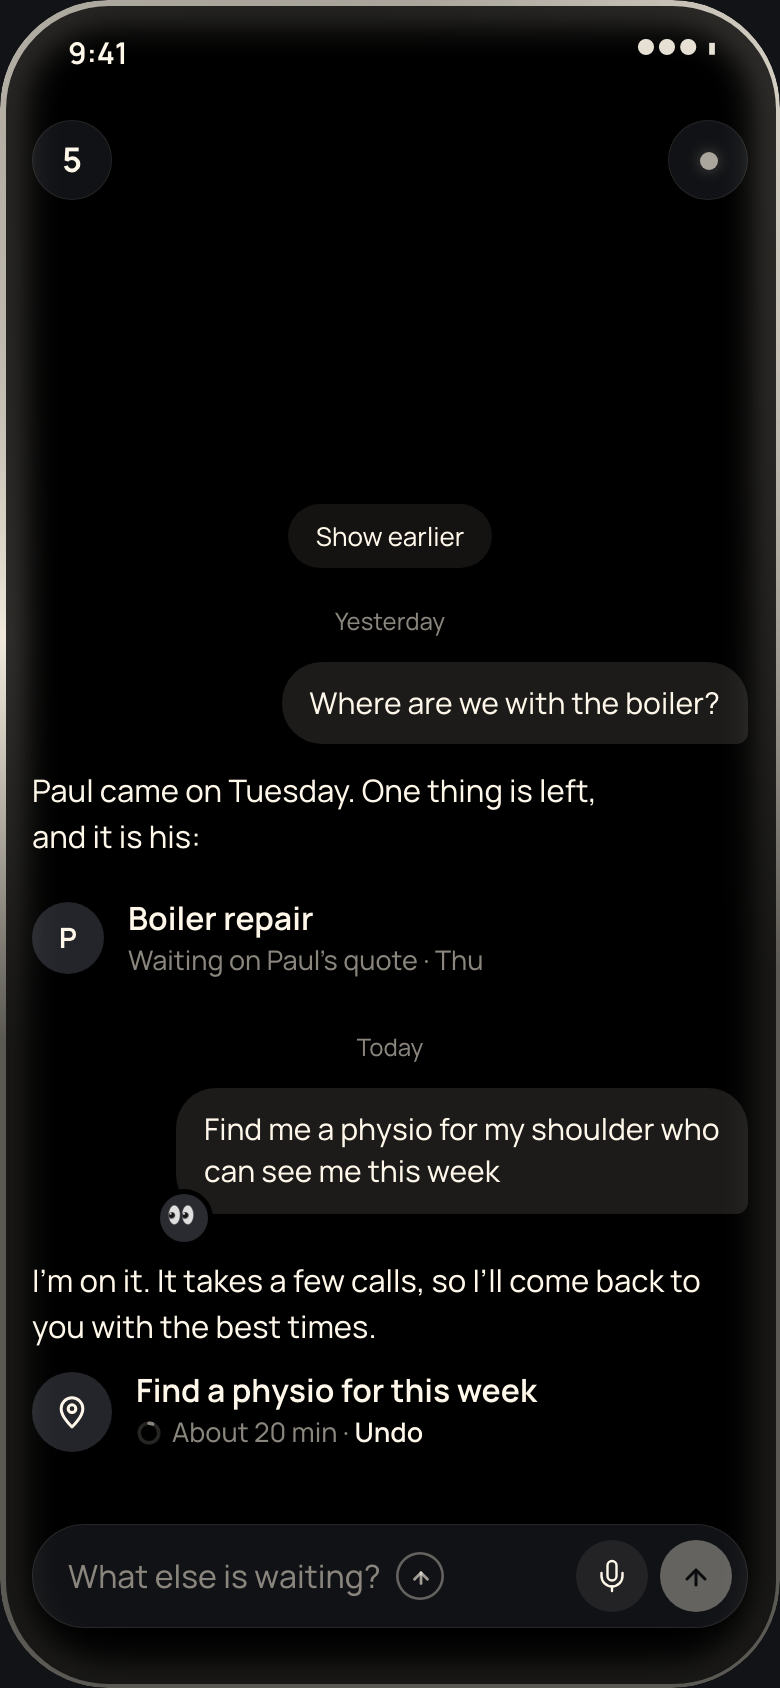 9:41
5
Show earlier
Yesterday
Where are we with the boiler?
Paul came on Tuesday. One thing is left,
and it is his:
P
Boiler repair
Waiting on Paul’s quote · Thu
Today
Find me a physio for my shoulder who
can see me this week
👀
I’m on it. It takes a few calls, so I’ll come back to
you with the best times.
Find a physio for this week
About 20 min · Undo
What else is waiting?